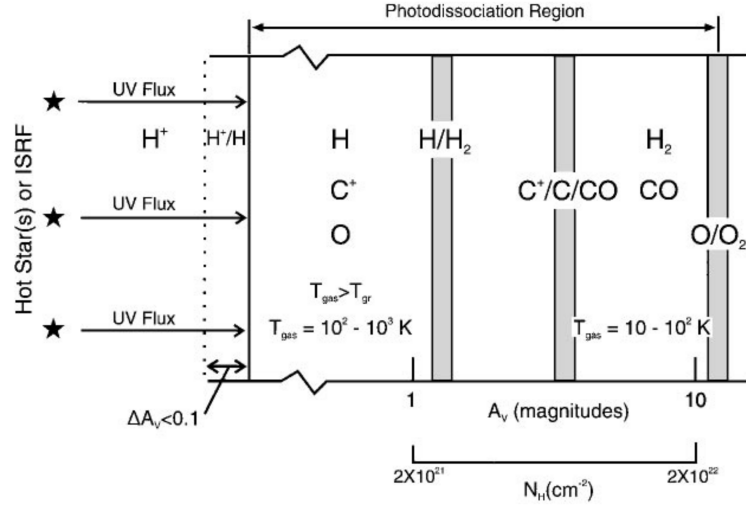 Photodissociation Region
Hot Star(s) or ISRF
UV Flux
H⁺
H⁺/H
H
H/H₂
H₂
C⁺
C⁺/C/CO
CO
UV Flux
O
O/O₂
T_gas>T_gr
T_gas = 10² - 10³ K
T_gas = 10 - 10² K
UV Flux
ΔA_v<0.1
1
A_v (magnitudes)
10
2X10²¹
2X10²²
N_H(cm⁻²)